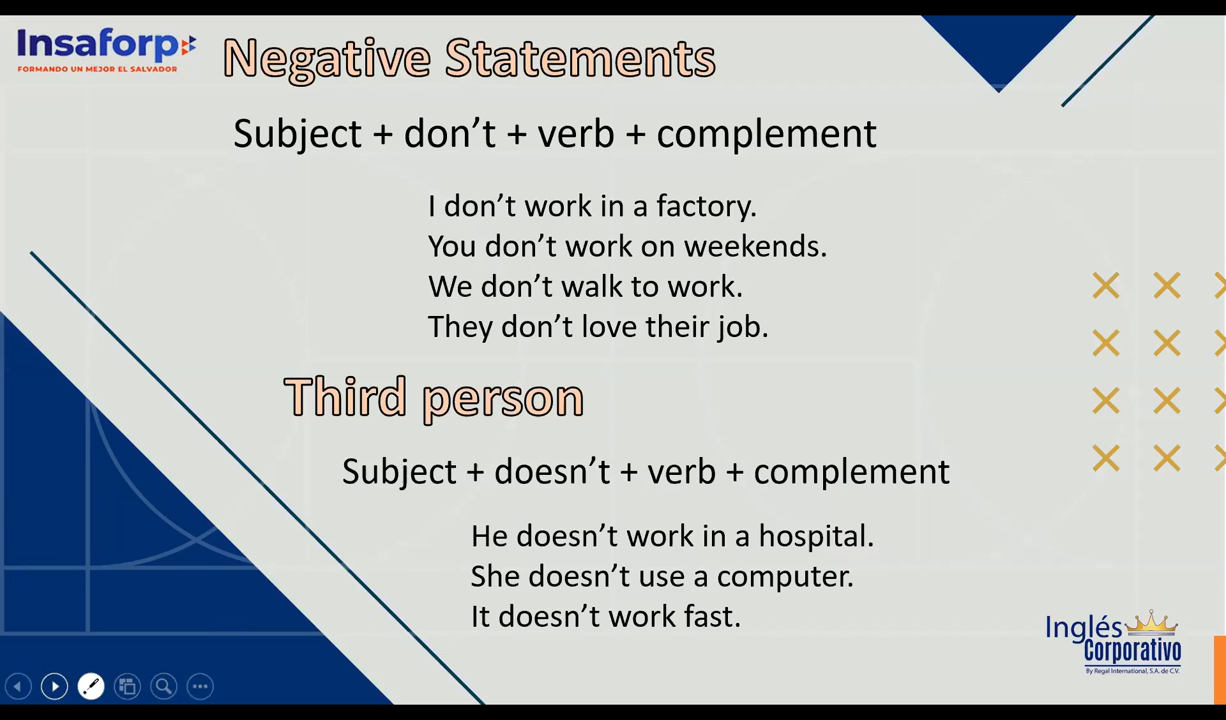 Insaforp
FORMANDO UN MEJOR EL SALVADOR
Negative Statements
Subject + don’t + verb + complement
I don’t work in a factory.
You don’t work on weekends.
We don’t walk to work.
They don’t love their job.
Third person
Subject + doesn’t + verb + complement
He doesn’t work in a hospital.
She doesn’t use a computer.
It doesn’t work fast.
Inglés
Corporativo
By Regal International, S.A. de C.V.